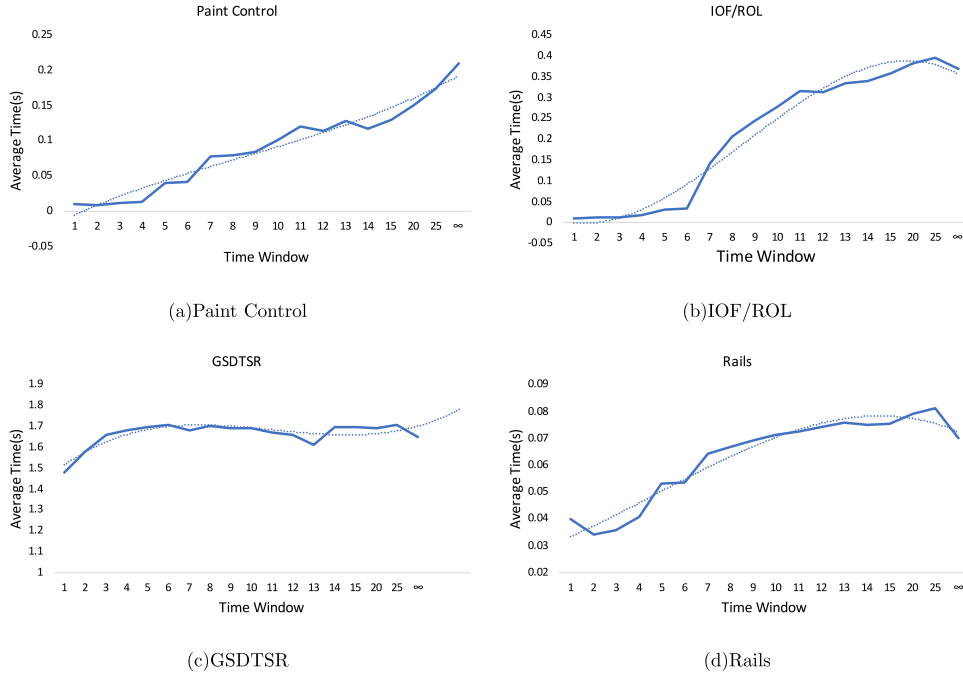 Paint Control
0.25
0.2
0.15
0.1
0.05
0
-0.05
Average Time(s)
1 2 3 4 5 6 7 8 9 10 11 12 13 14 15 20 25 ∞
Time Window
(a)Paint Control
IOF/ROL
0.45
0.4
0.35
0.3
0.25
0.2
0.15
0.1
0.05
0
-0.05
Average Time(s)
1 2 3 4 5 6 7 8 9 10 11 12 13 14 15 20 25 ∞
Time Window
(b)IOF/ROL
GSDTSR
1.9
1.8
1.7
1.6
1.5
1.4
1.3
1.2
1.1
1
Average Time(s)
1 2 3 4 5 6 7 8 9 10 11 12 13 14 15 20 25 ∞
Time Window
(c)GSDTSR
Rails
0.09
0.08
0.07
0.06
0.05
0.04
0.03
0.02
Average Time(s)
1 2 3 4 5 6 7 8 9 10 11 12 13 14 15 20 25 ∞
Time Window
(d)Rails